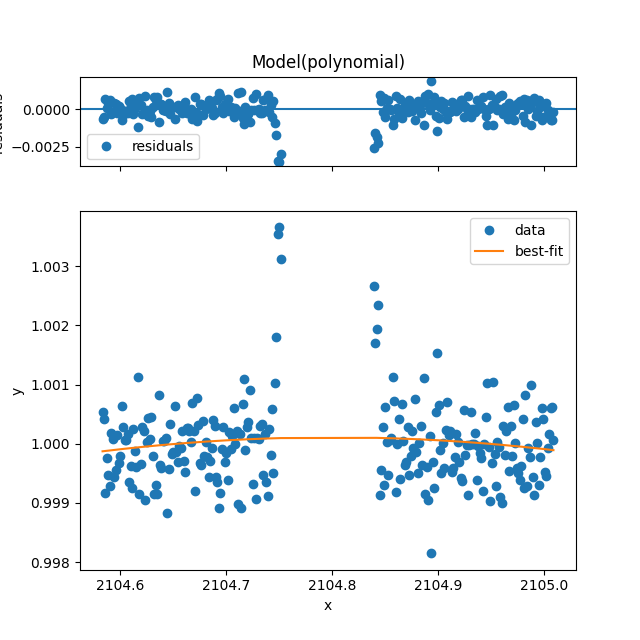 Model(polynomial)
residuals
0.0000
−0.0025
residuals
data
best-fit
y
1.003
1.002
1.001
1.000
0.999
0.998
2104.6 2104.7 2104.8 2104.9 2105.0
x